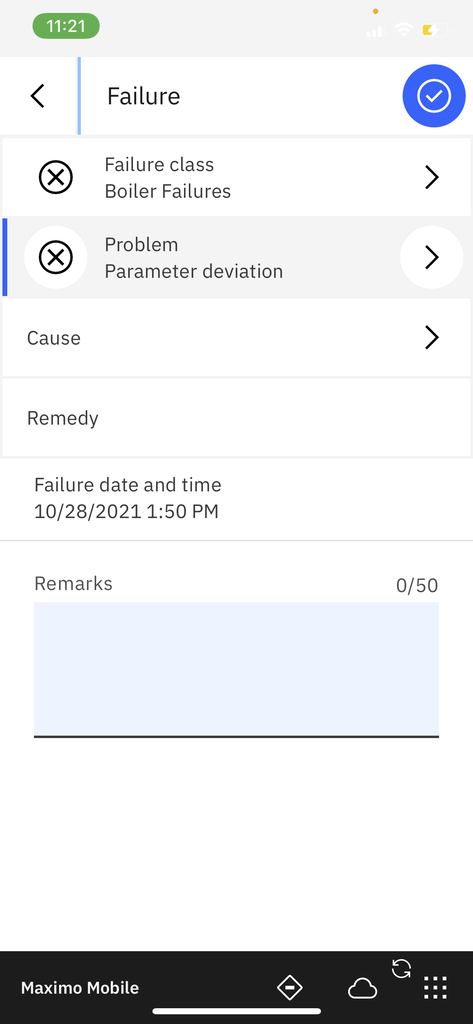 11:21
Failure
Failure class
Boiler Failures
Problem
Parameter deviation
Cause
Remedy
Failure date and time
10/28/2021 1:50 PM
Remarks 0/50
Maximo Mobile